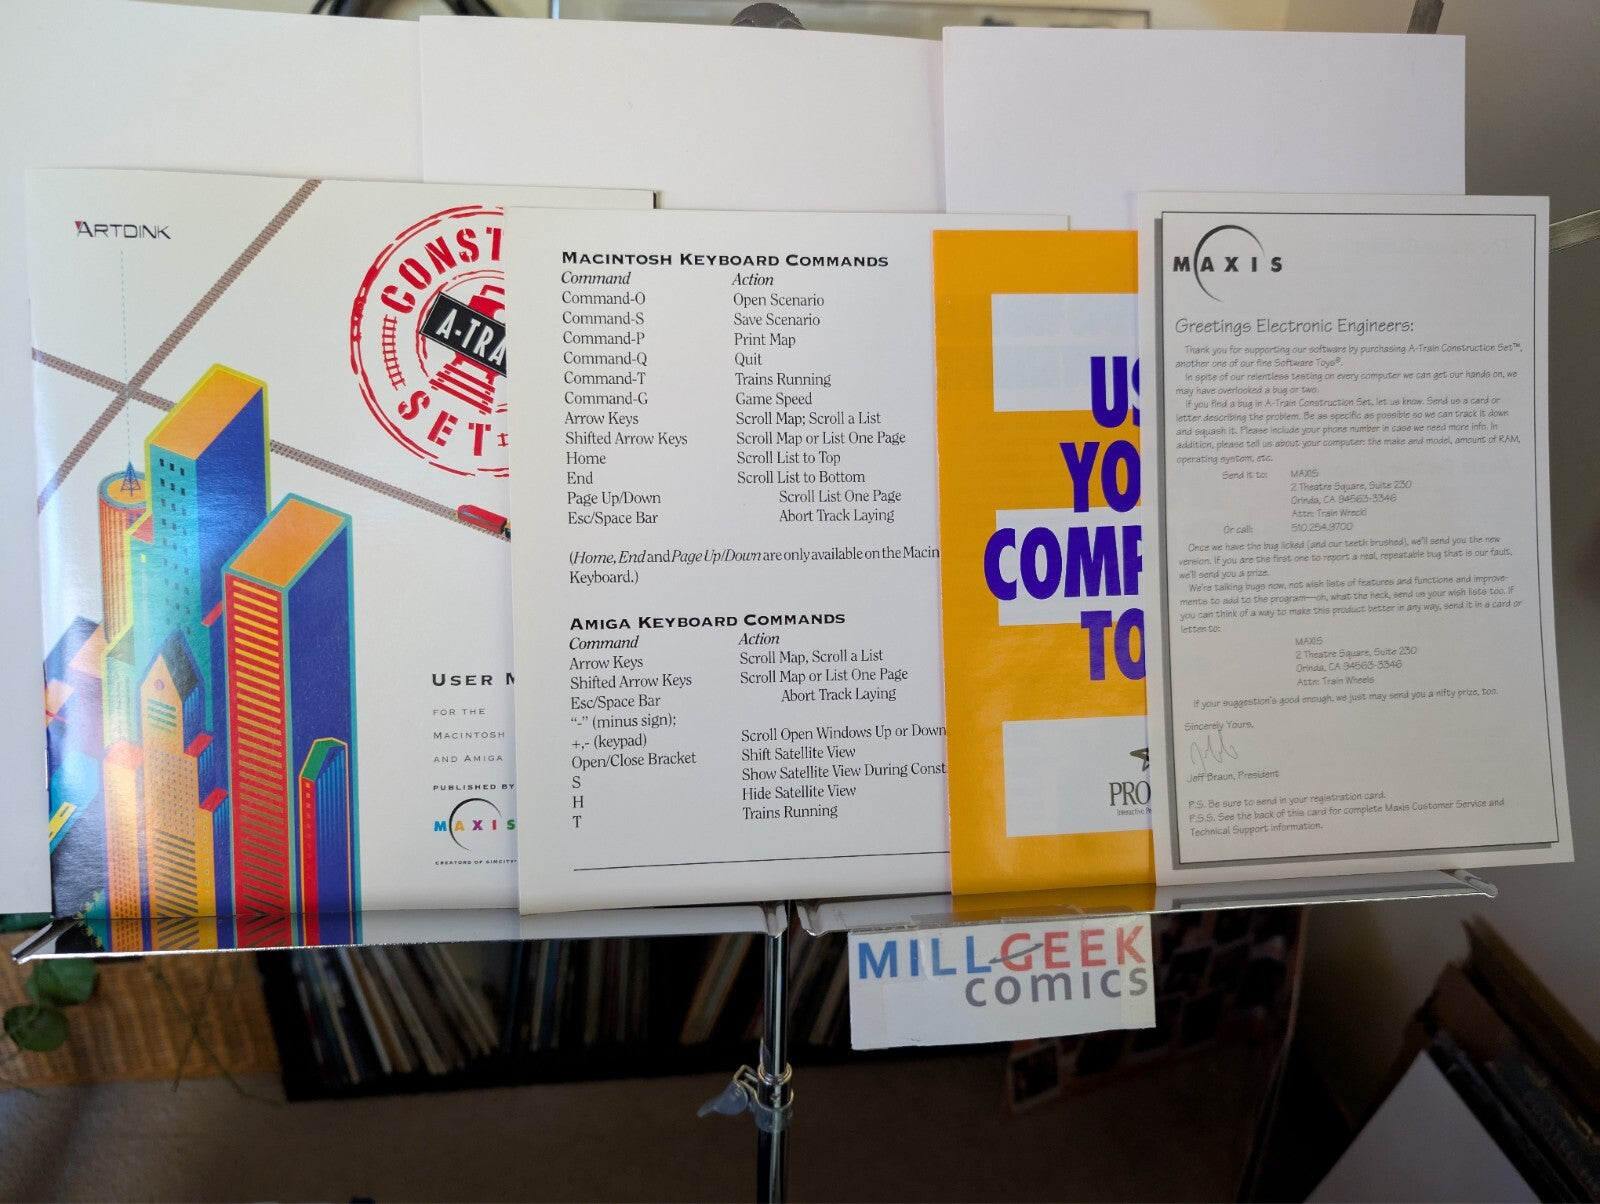 ARTDINK
CONST
A-TRA
SET
USER M
FOR THE
MACINTOSH
AND AMIGA
PUBLISHED BY
MAXIS
CREATORS OF SIMCITY
MACINTOSH KEYBOARD COMMANDS
Command Action
Command-O Open Scenario
Command-S Save Scenario
Command-P Print Map
Command-Q Quit
Command-T Trains Running
Command-G Game Speed
Arrow Keys Scroll Map; Scroll a List
Shifted Arrow Keys Scroll Map or List One Page
Home Scroll List to Top
End Scroll List to Bottom
Page Up/Down Scroll List One Page
Esc/Space Bar Abort Track Laying
(Home, End and Page Up/Down are only available on the Macin
Keyboard.)
AMIGA KEYBOARD COMMANDS
Command Action
Arrow Keys Scroll Map, Scroll a List
Shifted Arrow Keys Scroll Map or List One Page
Esc/Space Bar Abort Track Laying
“-” (minus sign);
+,- (keypad) Scroll Open Windows Up or Down
Open/Close Bracket Shift Satellite View
S Show Satellite View During Const
H Hide Satellite View
T Trains Running
US
YO
COMP
TO
PRO
MAXIS
Greetings Electronic Engineers:
Thank you for supporting our software by purchasing A-Train Construction Set™,
another one of our fine Software Toys®.
In spite of our relentless testing on every computer we can get our hands on, we
may have overlooked a bug or two.
If you find a bug in A-Train Construction Set, let us know. Send us a card or
letter describing the problem. Be as specific as possible so we can track it down
and squash it. Please include your phone number in case we need more info. In
addition, please tell us about your computer: the make and model, amount of RAM,
operating system, etc.
Send it to: MAXIS
2 Theatre Square, Suite 230
Orinda, CA 94563-3346
Attn: Train Wreck!
Or call: 510.254.9700
Once we have the bug licked (and our teeth brushed), we'll send you the new
version. If you are the first one to report a real, repeatable bug that is our fault,
we'll send you a prize.
We're talking bugs now, not wish lists of features and functions and improve-
ments to add to the program—oh, what the heck, send us your wish lists too. If
you can think of a way to make this product better in any way, send it in a card or
letter to:
MAXIS
2 Theatre Square, Suite 230
Orinda, CA 94563-3346
Attn: Train Wheels
If your suggestion's good enough, we just may send you a nifty prize, too.
Sincerely Yours,
Jeff Braun, President
P.S. Be sure to send in your registration card.
P.S.S. See the back of this card for complete Maxis Customer Service and
Technical Support information.
MILLGEEK
COMICS